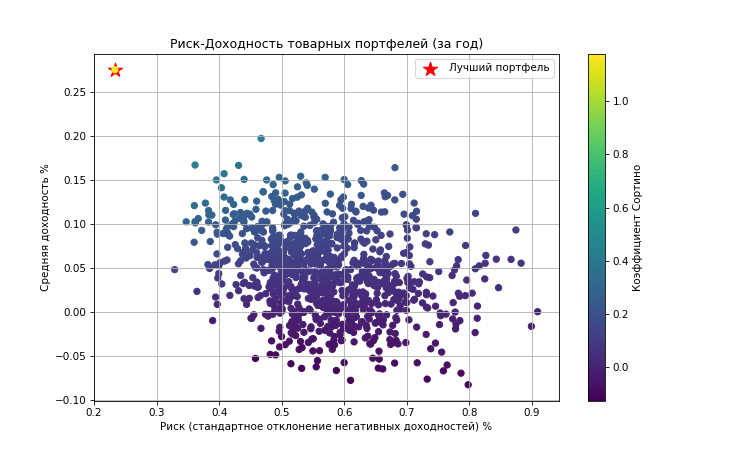 Риск-Доходность товарных портфелей (за год)
Лучший портфель
Средняя доходность %
0.25
0.20
0.15
0.10
0.05
0.00
−0.05
−0.10
0.2 0.3 0.4 0.5 0.6 0.7 0.8 0.9
Риск (стандартное отклонение негативных доходностей) %
1.0
0.8
0.6
0.4
0.2
0.0
Коэффициент Сортино